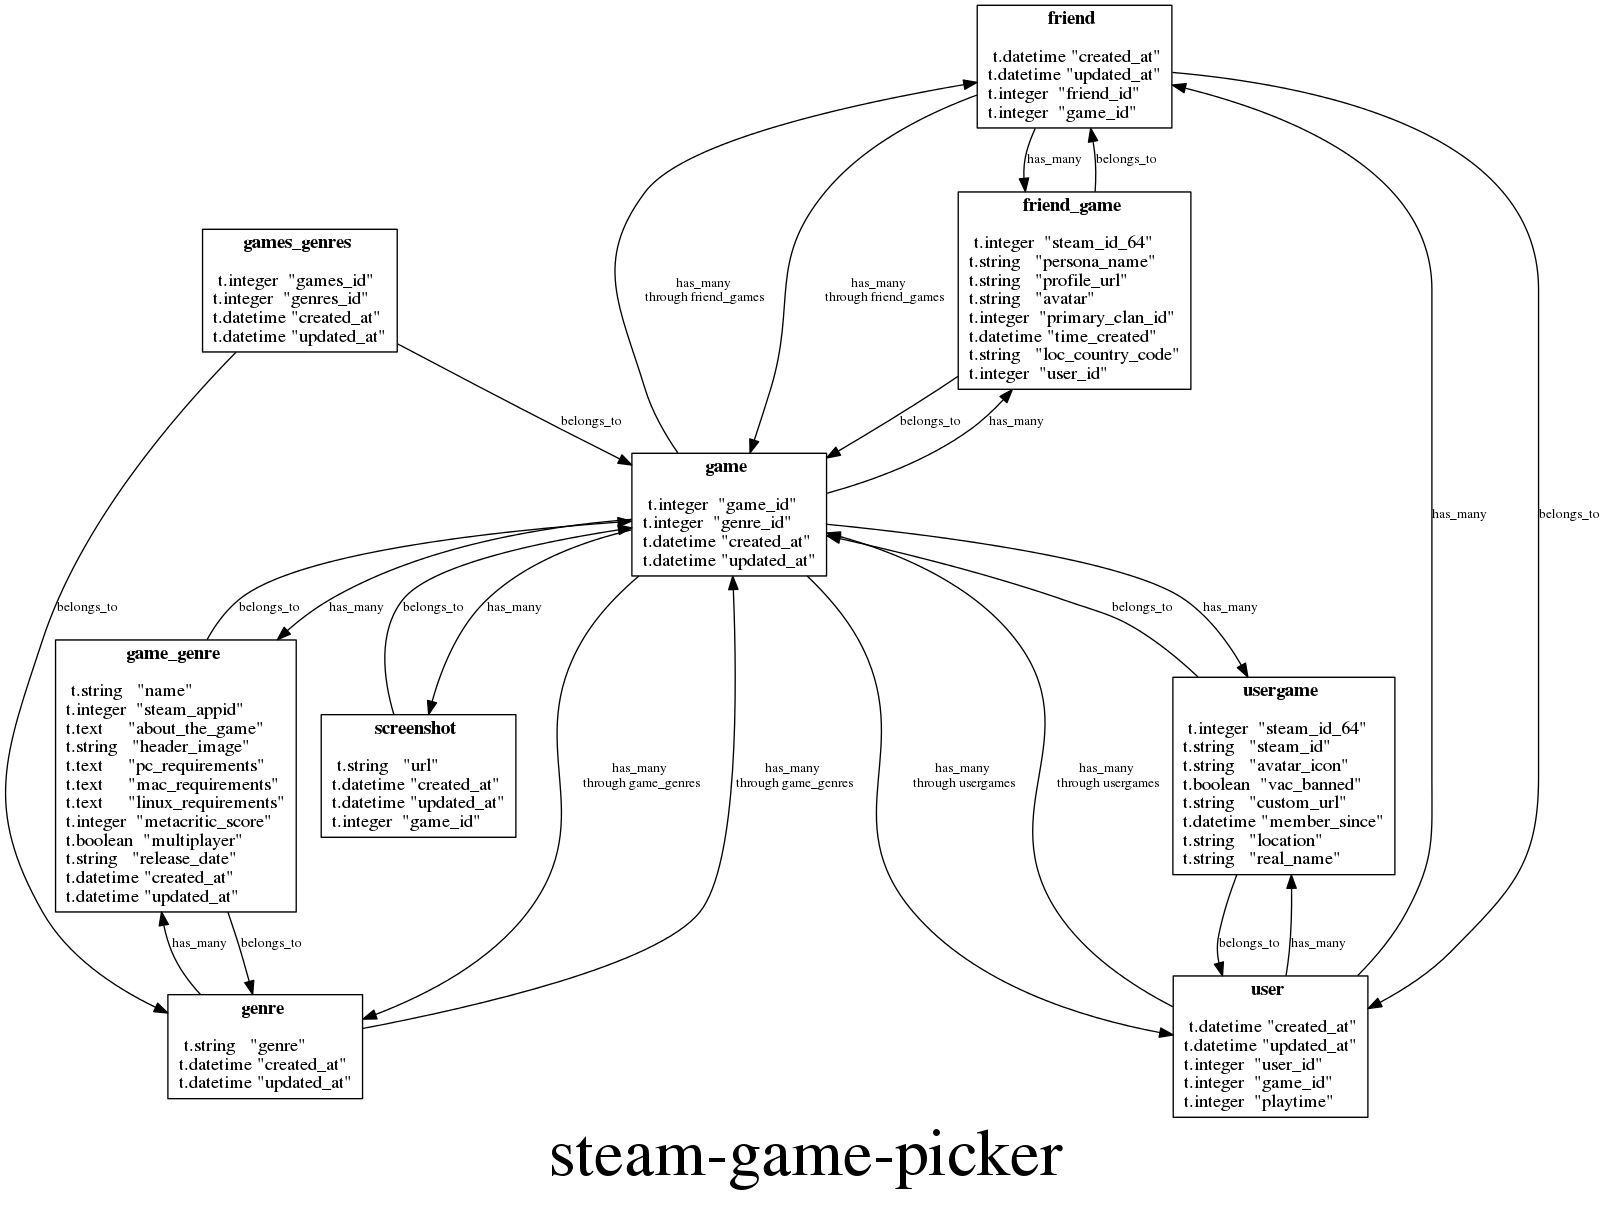 friend
t.datetime "created_at"
t.datetime "updated_at"
t.integer "friend_id"
t.integer "game_id"
has_many
belongs_to
friend_game
t.integer "steam_id_64"
t.string "persona_name"
t.string "profile_url"
t.string "avatar"
t.integer "primary_clan_id"
t.datetime "time_created"
t.string "loc_country_code"
t.integer "user_id"
games_genres
t.integer "games_id"
t.integer "genres_id"
t.datetime "created_at"
t.datetime "updated_at"
has_many
through friend_games
has_many
through friend_games
belongs_to
belongs_to
has_many
game
t.integer "game_id"
t.integer "genre_id"
t.datetime "created_at"
t.datetime "updated_at"
has_many
belongs_to
belongs_to
belongs_to
has_many
belongs_to
has_many
belongs_to
has_many
game_genre
t.string "name"
t.integer "steam_appid"
t.text "about_the_game"
t.string "header_image"
t.text "pc_requirements"
t.text "mac_requirements"
t.text "linux_requirements"
t.integer "metacritic_score"
t.boolean "multiplayer"
t.string "release_date"
t.datetime "created_at"
t.datetime "updated_at"
screenshot
t.string "url"
t.datetime "created_at"
t.datetime "updated_at"
t.integer "game_id"
has_many
through game_genres
has_many
through game_genres
has_many
through usergames
has_many
through usergames
usergame
t.integer "steam_id_64"
t.string "steam_id"
t.string "avatar_icon"
t.boolean "vac_banned"
t.string "custom_url"
t.datetime "member_since"
t.string "location"
t.string "real_name"
has_many
belongs_to
belongs_to
has_many
genre
t.string "genre"
t.datetime "created_at"
t.datetime "updated_at"
user
t.datetime "created_at"
t.datetime "updated_at"
t.integer "user_id"
t.integer "game_id"
t.integer "playtime"
steam-game-picker